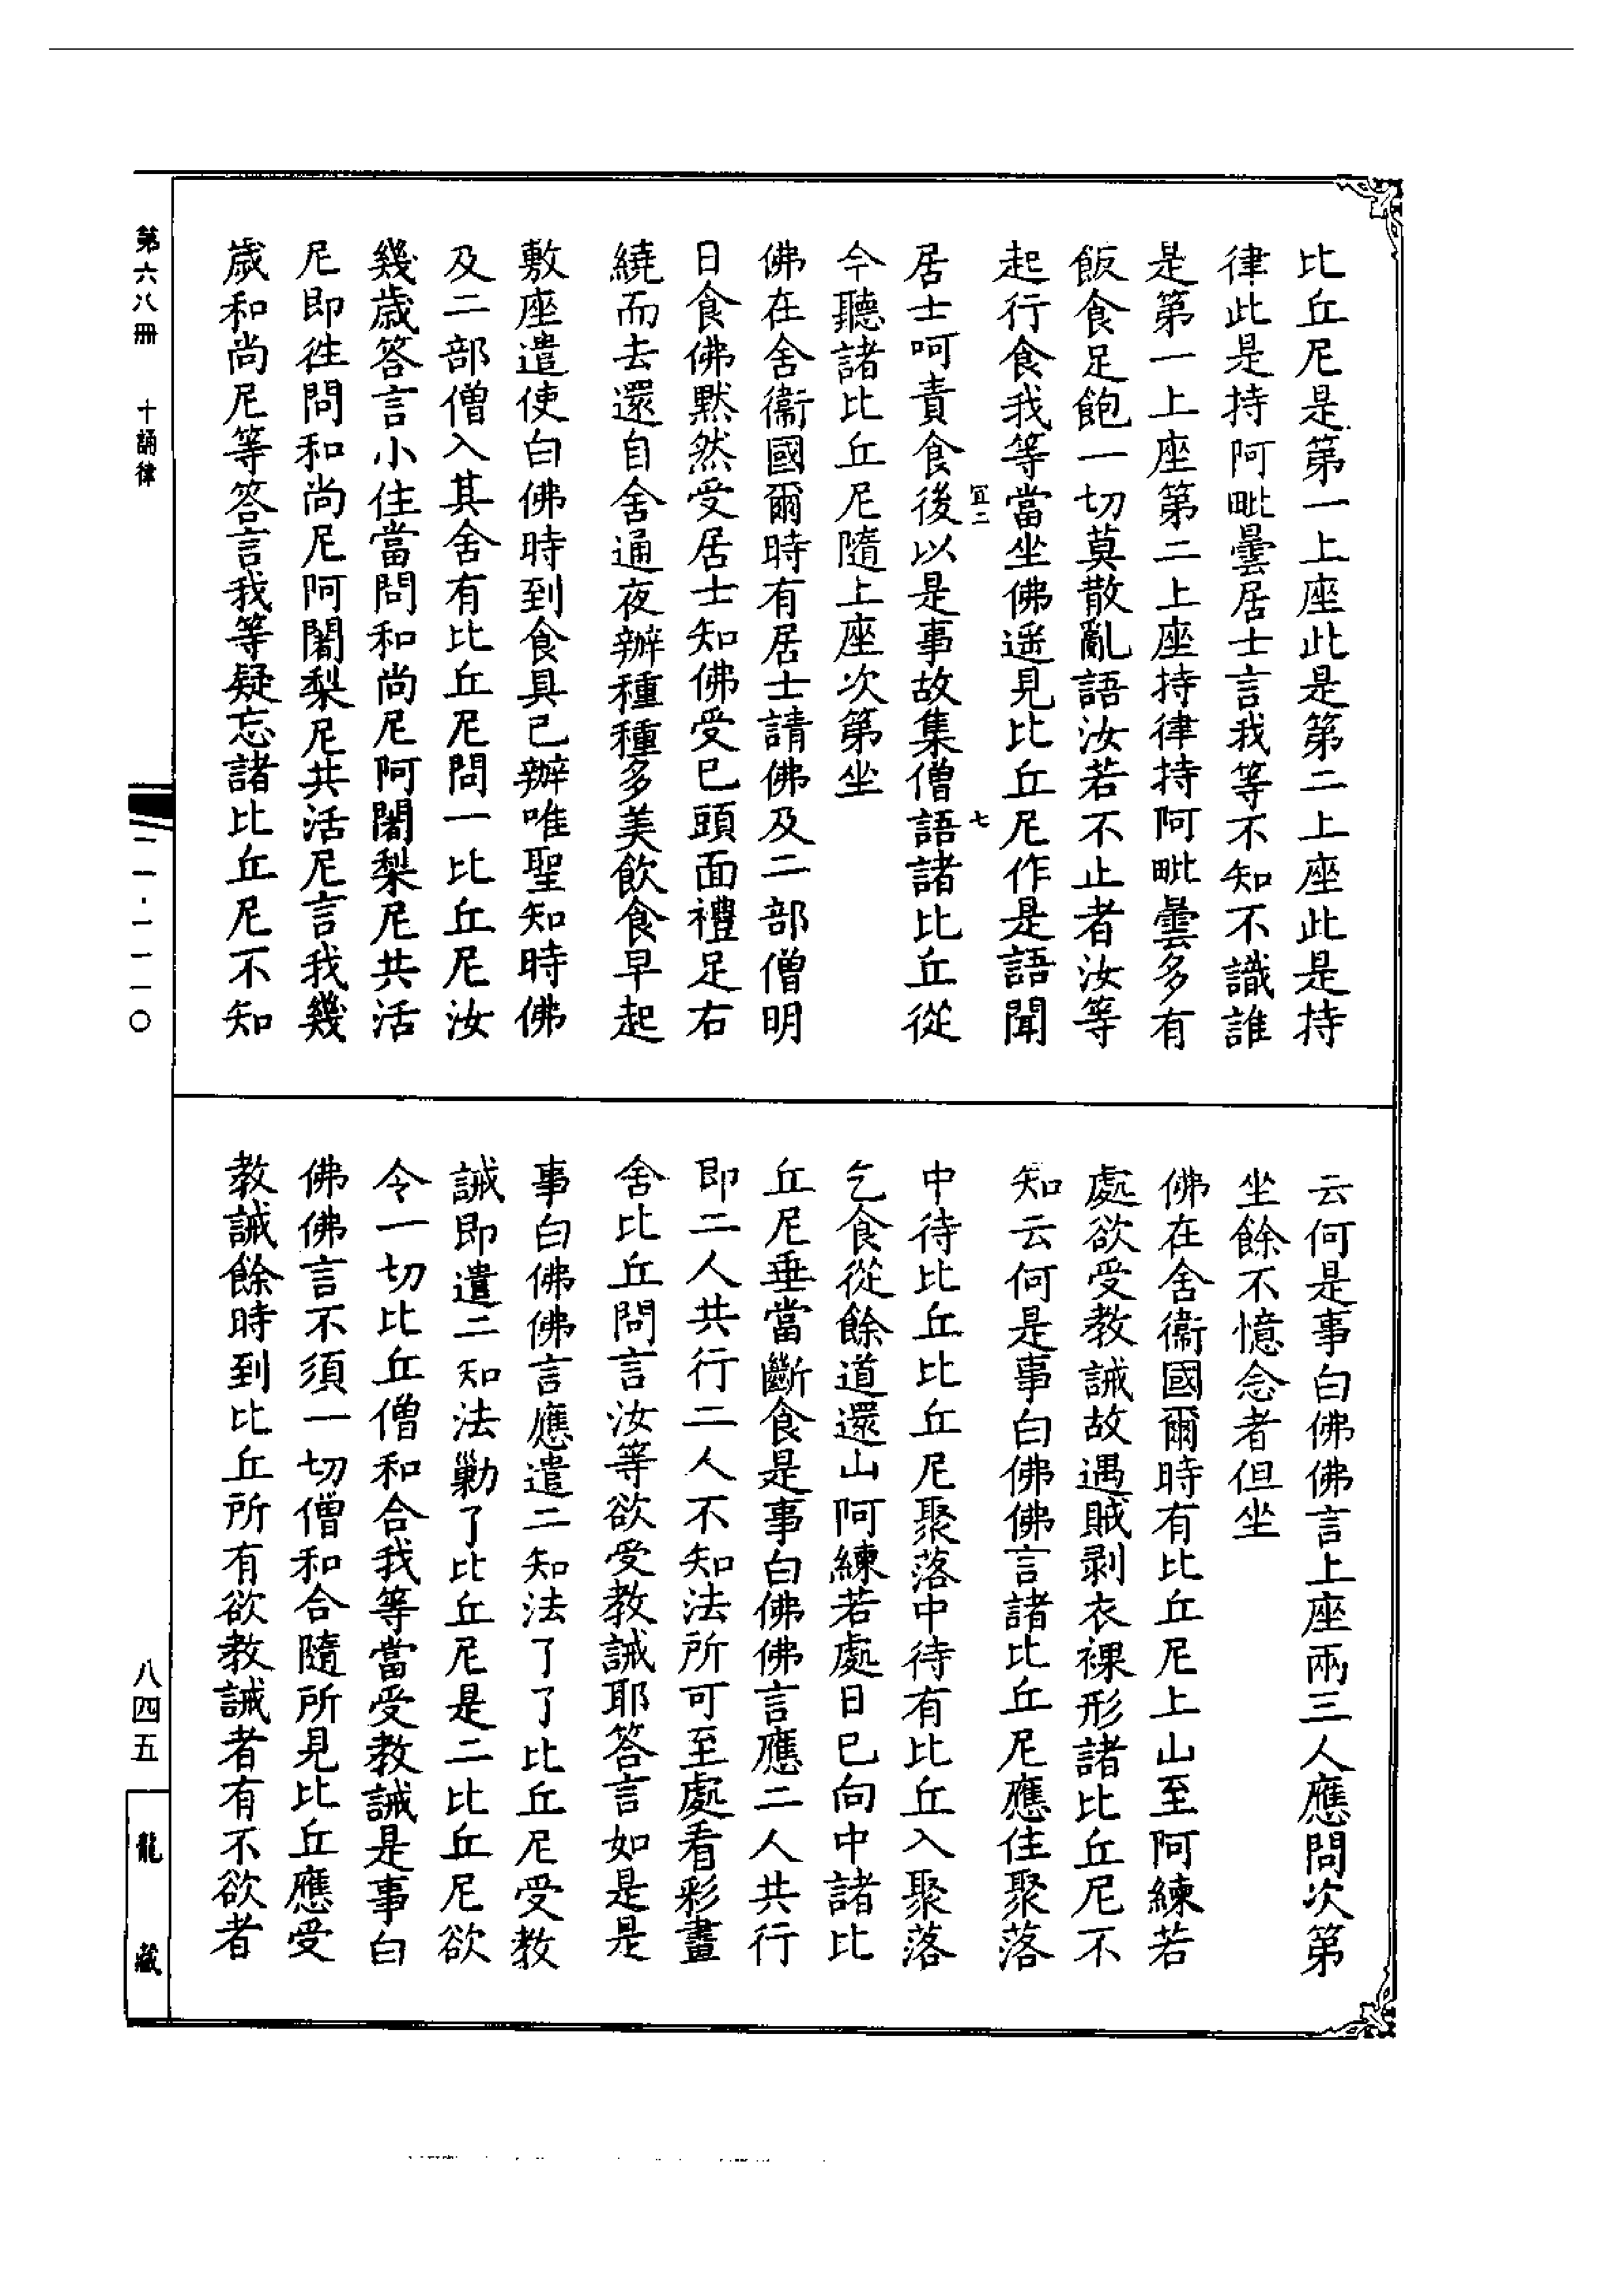 比丘尼是第一上座此是第二上座此是持
律此是持阿毗曇居士言我等不知不識誰
是第一上座第二上座持律持阿毗曇多有
飯食足飽一切莫散亂語汝若不止者汝等
起行食我等當坐佛遥見比丘尼作是語聞
冝二 七
居士呵責食後以是事故集僧語諸比丘從
今聽諸比丘尼隨上座次第坐
佛在舍衞國爾時有居士請佛及二部僧明
日食佛默然受居士知佛受已頭面禮足右
繞而去還自舍通夜辦種種多美飲食早起
敷座遣使白佛時到食具已辦唯聖知時佛
及二部僧入其舍有比丘尼問一比丘尼汝
幾歲答言小住當問和尚尼阿闍梨尼共活
尼即徃問和尚尼阿闍梨尼共活尼言我幾
歲和尚尼等答言我等疑忘諸比丘尼不知
云何是事白佛佛言上座兩三人應問次第
坐餘不憶念者但坐
佛在舍衞國爾時有比丘尼上山至阿練若
處欲受教誡故遇賊剥衣裸形諸比丘尼不
知云何是事白佛佛言諸比丘尼應住聚落
中待比丘比丘尼聚落中待有比丘入聚落
乞食從餘道還山阿練若處日已向中諸比
丘尼垂當斷食是事白佛佛言應二人共行
即二人共行二人不知法所可至處看彩畫
舍比丘問言汝等欲受教誡耶答言如是是
事白佛佛言應遣二知法了了比丘尼受教
誡即遣二知法勦了比丘尼是二比丘尼欲
令一切比丘僧和合我等當受教誡是事白
佛佛言不須一切僧和合隨所見比丘應受
教誡餘時到比丘所有欲教誡者有不欲者
第六八冊 十誦律 二一·一一一〇 八四五 龍藏